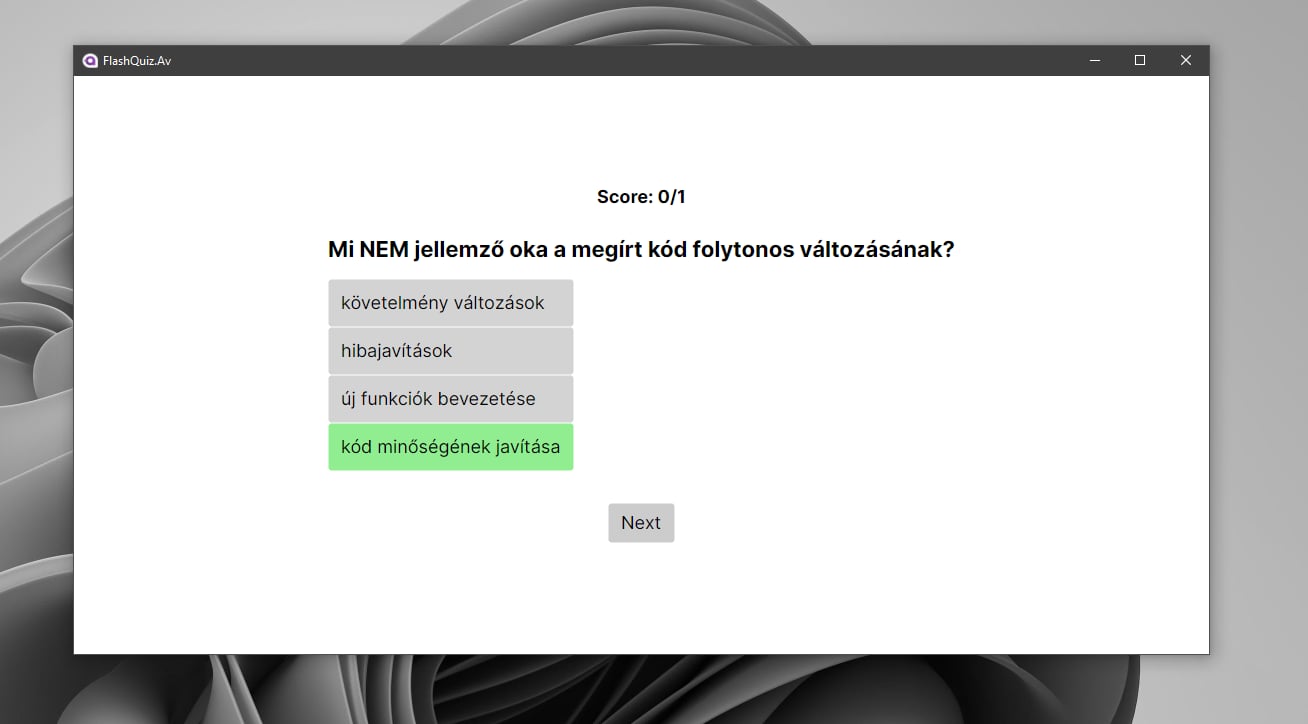 FlashQuiz.Av
Score: 0/1
Mi NEM jellemző oka a megírt kód folytonos változásának?
követelmény változások
hibajavítások
új funkciók bevezetése
kód minőségének javítása
Next